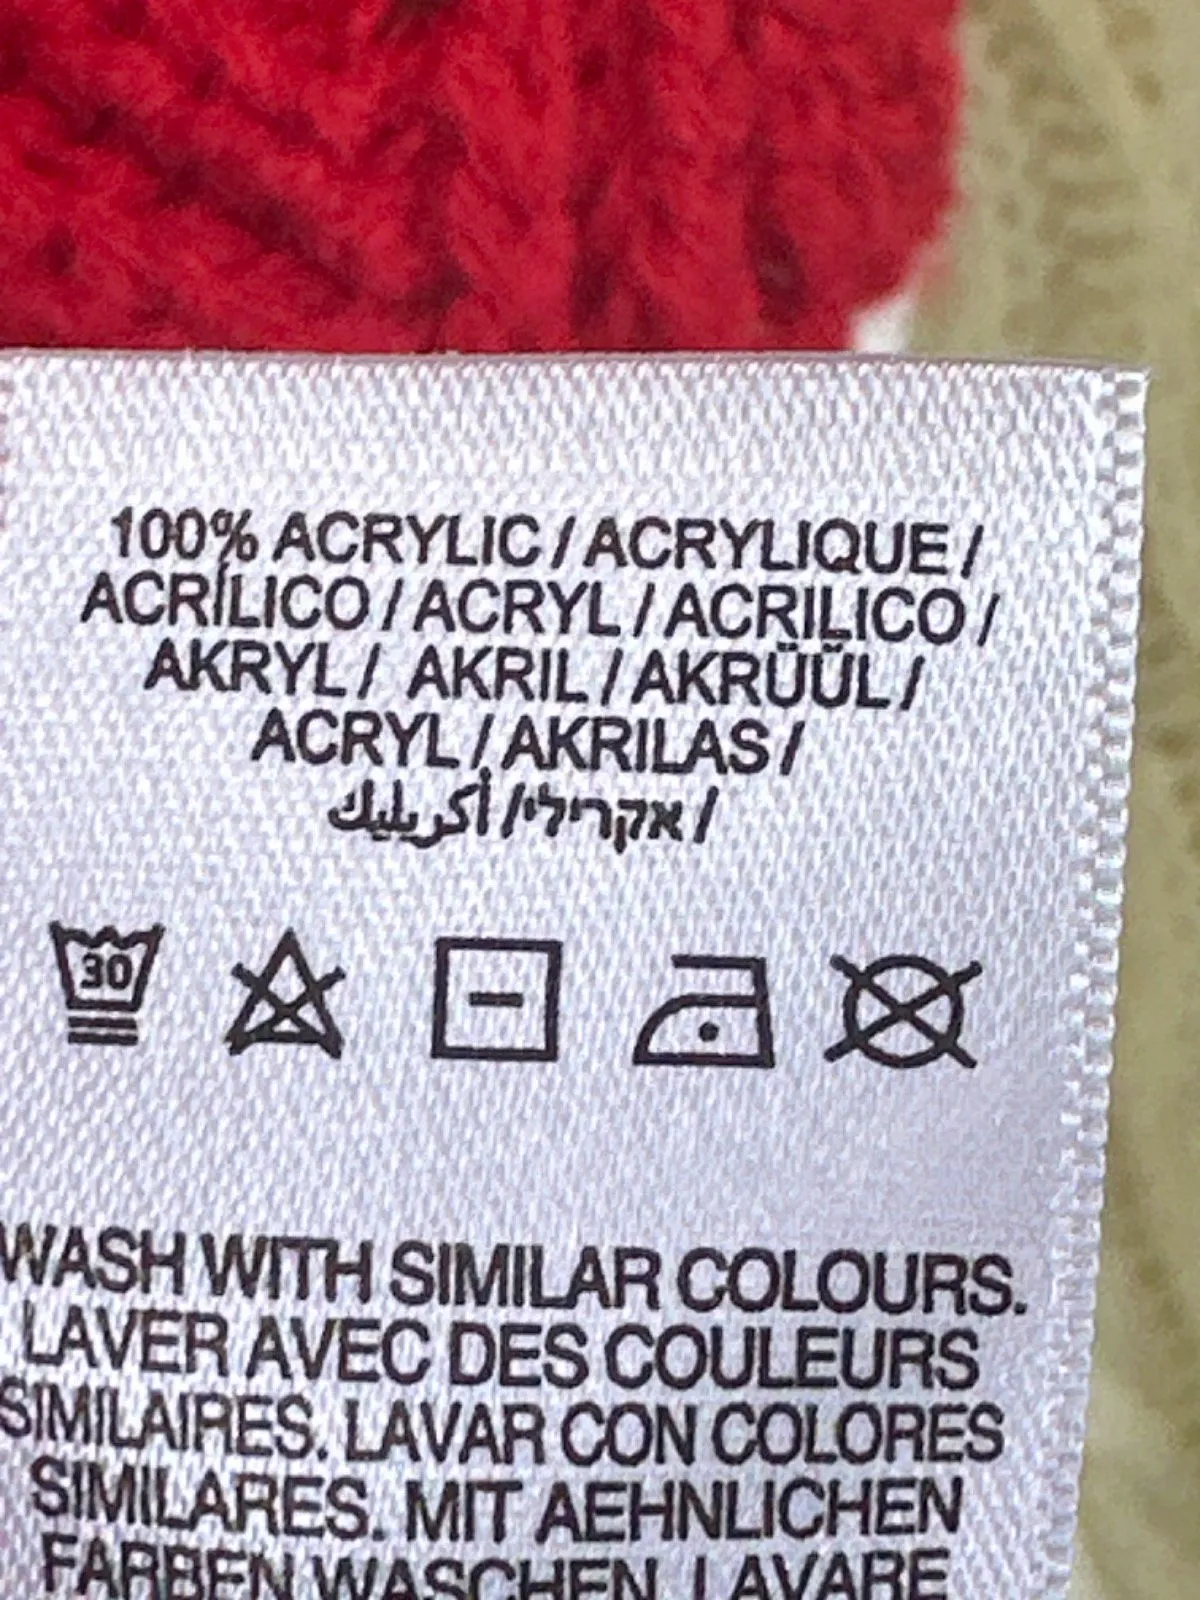 100% ACRYLIC / ACRYLIQUE /
ACRÍLICO / ACRYL / ACRILICO /
AKRYL / AKRIL / AKRÜÜL /
ACRYL / AKRILAS /
/ אקרילי/ أكريليك
30
WASH WITH SIMILAR COLOURS.
LAVER AVEC DES COULEURS
SIMILAIRES. LAVAR CON COLORES
SIMILARES. MIT AEHNLICHEN
FARBEN WASCHEN. LAVARE